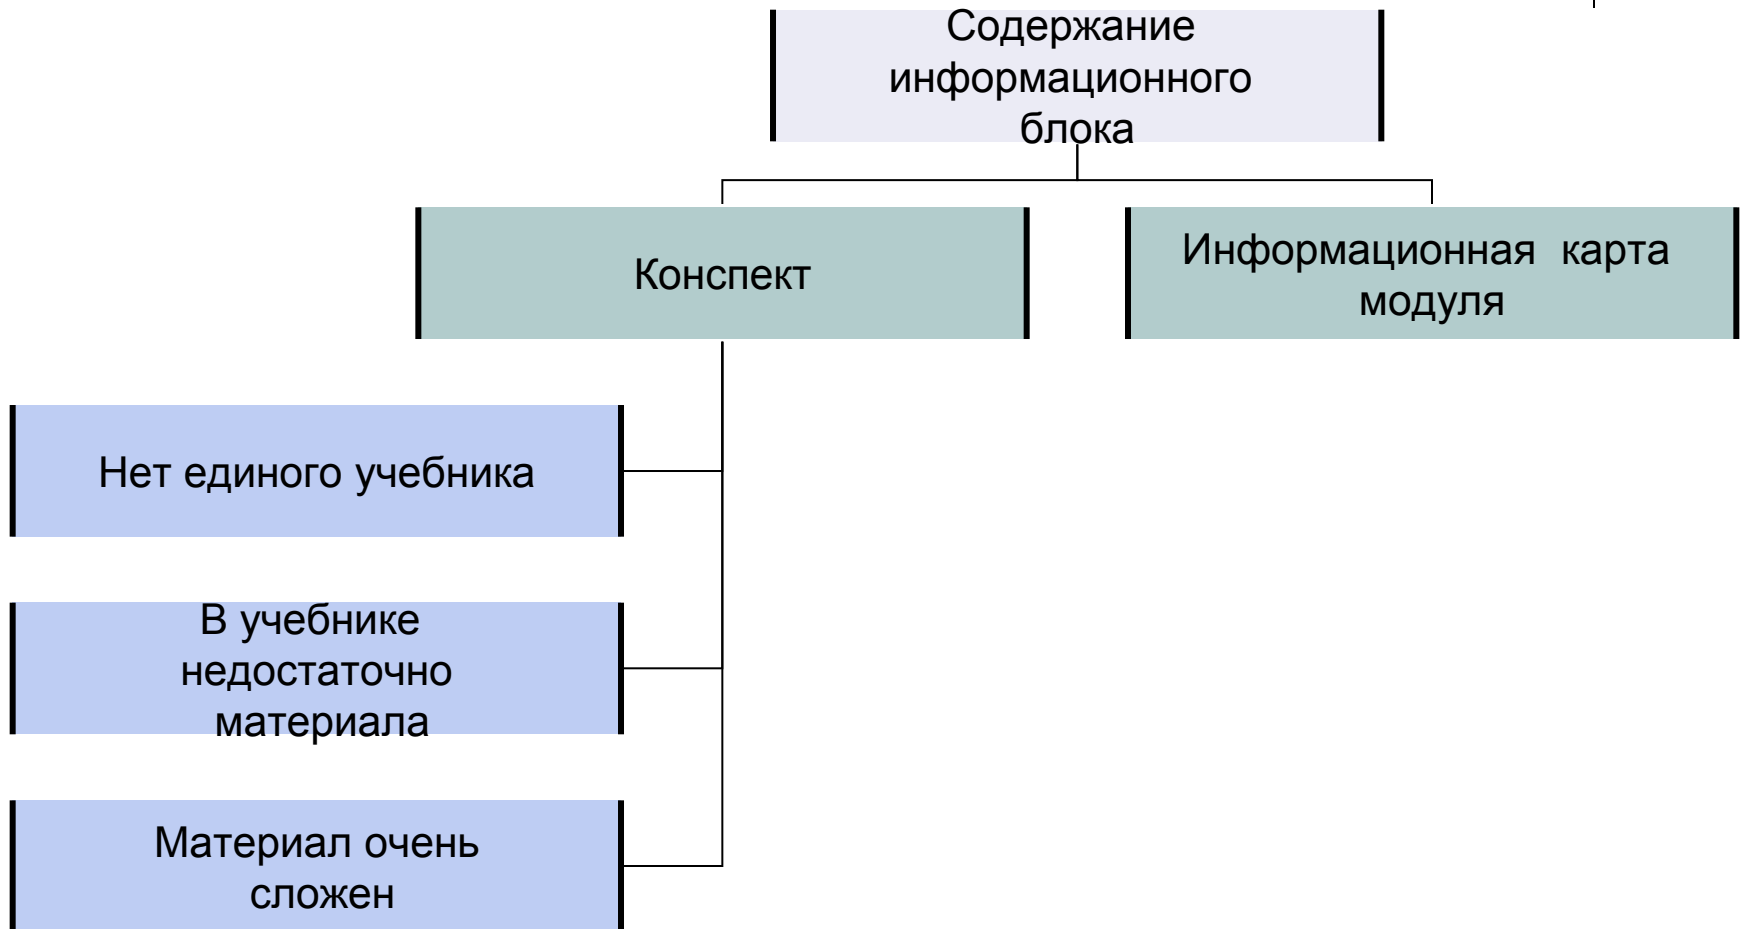 Содержание
информационного
блока
Конспект
Информационная карта
модуля
Нет единого учебника
В учебнике
недостаточно
материала
Материал очень
сложен